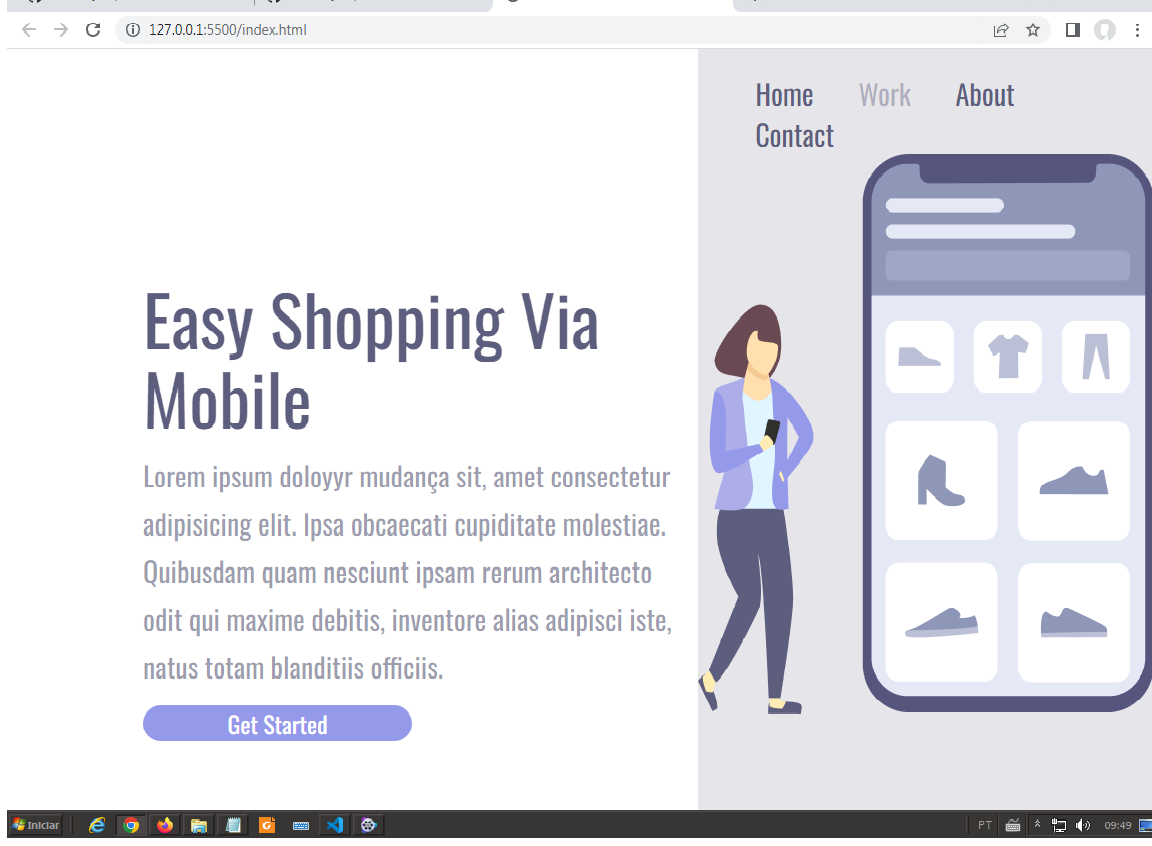 127.0.0.1:5500/index.html
Home Work About
Contact
Easy Shopping Via
Mobile
Lorem ipsum doloyyr mudança sit, amet consectetur
adipisicing elit. Ipsa obcaecati cupiditate molestiae.
Quibusdam quam nesciunt ipsam rerum architecto
odit qui maxime debitis, inventore alias adipisci iste,
natus totam blanditiis officiis.
Get Started
Iniciar PT 09:49